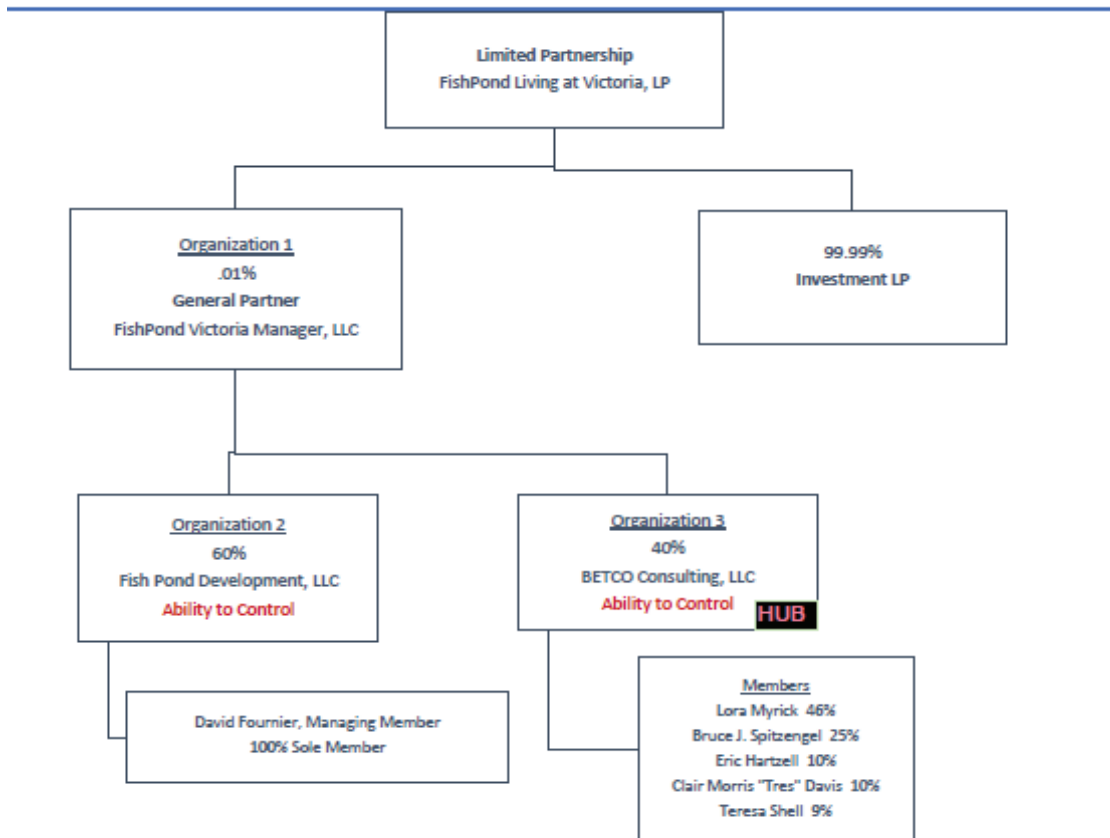 Limited Partnership
FishPond Living at Victoria, LP
Organization 1
.01%
General Partner
FishPond Victoria Manager, LLC
99.99%
Investment LP
Organization 2
60%
Fish Pond Development, LLC
Ability to Control
Organization 3
40%
BETCO Consulting, LLC
Ability to Control
HUB
David Fournier, Managing Member
100% Sole Member
Members
Lora Myrick 46%
Bruce J. Spitzengel 25%
Eric Hartzell 10%
Clair Morris "Tres" Davis 10%
Teresa Shell 9%